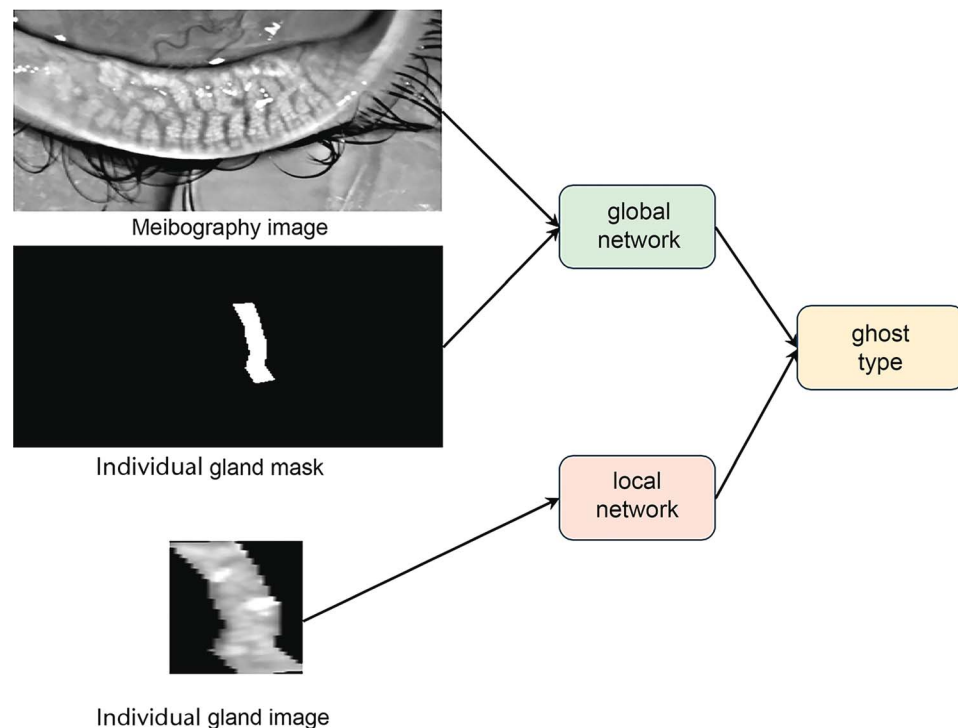 Meibography image
global
network
Individual gland mask
ghost
type
local
network
Individual gland image